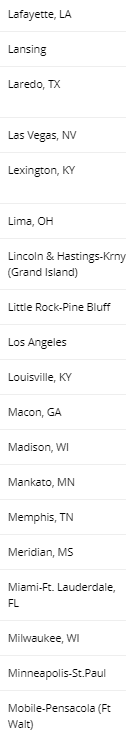 Lafayette, LA
Lansing
Laredo, TX
Las Vegas, NV
Lexington, KY
Lima, OH
Lincoln & Hastings-Krny
(Grand Island)
Little Rock-Pine Bluff
Los Angeles
Louisville, KY
Macon, GA
Madison, WI
Mankato, MN
Memphis, TN
Meridian, MS
Miami-Ft. Lauderdale,
FL
Milwaukee, WI
Minneapolis-St.Paul
Mobile-Pensacola (Ft
Walt)